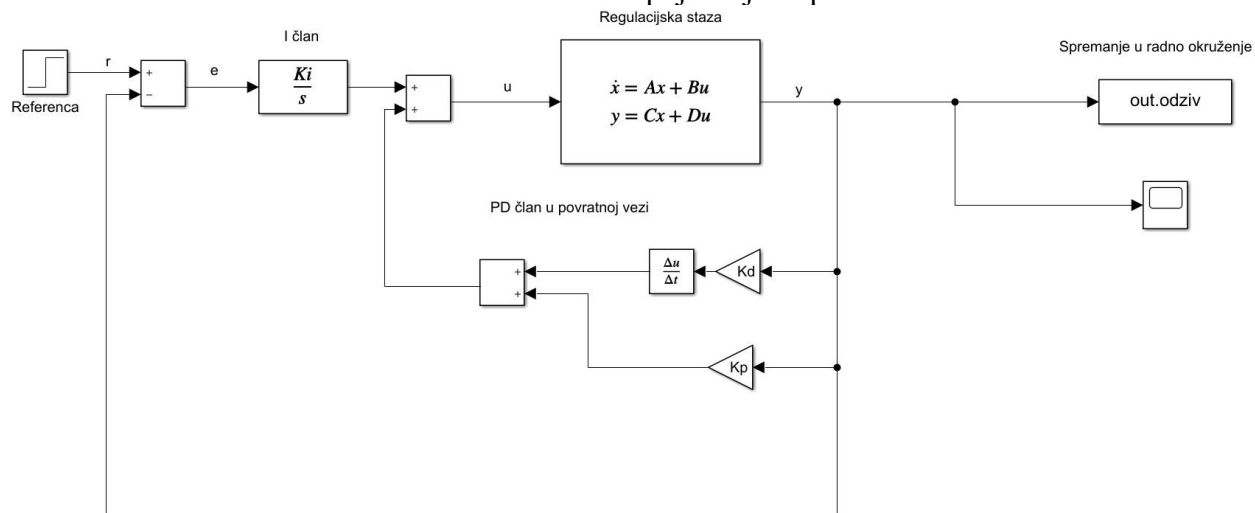 Regulacijska staza
I član
Spremanje u radno okruženje
r
+
−
e
Ki
s
+
+
u
ẋ = Ax + Bu
y = Cx + Du
y
out.odziv
Referenca
PD član u povratnoj vezi
+
+
Δu
Δt
Kd
Kp